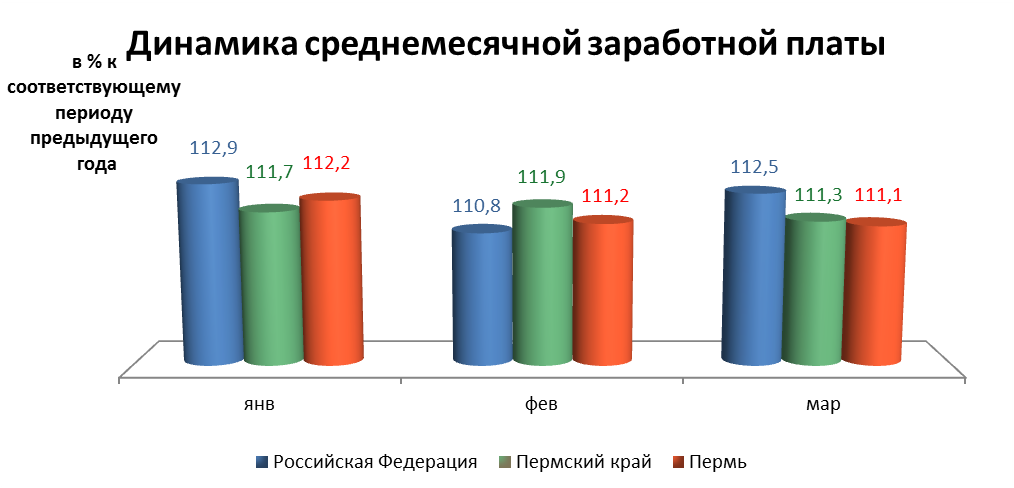 Динамика среднемесячной заработной платы
в % к
соответствующему
периоду
предыдущего
года
112,9
111,7
112,2
110,8
111,9
111,2
112,5
111,3
111,1
янв
фев
мар
Российская Федерация
Пермский край
Пермь